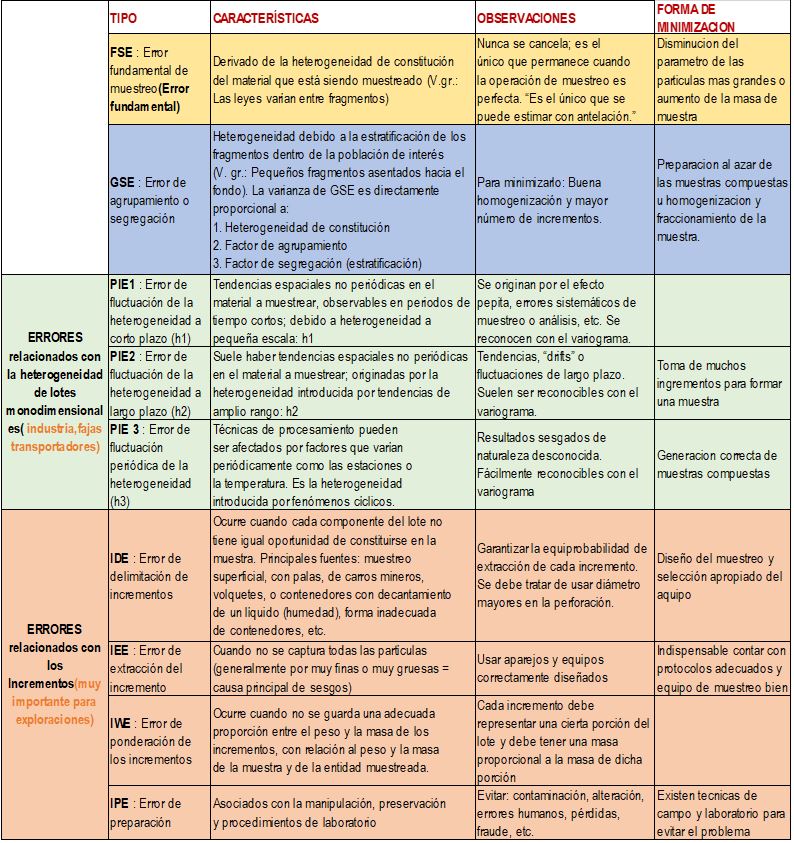 TIPO
CARACTERÍSTICAS
OBSERVACIONES
FORMA DE
MINIMIZACION
FSE : Error
fundamental de
muestreo(Error
fundamental)
Derivado de la heterogeneidad de constitución
del material que está siendo muestreado (V.gr.:
Las leyes varian entre fragmentos)
Nunca se cancela; es el
único que permanece cuando
la operación de muestreo es
perfecta. “Es el único que se
puede estimar con antelación.”
Disminucion del
parametro de las
particulas mas grandes o
aumento de la masa de
muestra
GSE : Error de
agrupamiento o
segregación
Heterogeneidad debido a la estratificación de los
fragmentos dentro de la población de interés
(V. gr.: Pequeños fragmentos asentados hacia el
fondo). La varianza de GSE es directamente
proporcional a:
1. Heterogeneidad de constitución
2. Factor de agrupamiento
3. Factor de segregación (estratificación)
Para minimizarlo: Buena
homogenización y mayor
número de incrementos.
Preparacion al azar de
las muestras compuestas
u homogenizacion y
fraccionamiento de la
muestra.
ERRORES
relacionados con
la heterogeneidad
de lotes
monodimensional
es( industria,fajas
transportadores)
PIE1 : Error de
fluctuación de la
heterogeneidad a
corto plazo (h1)
Tendencias espaciales no periódicas en el
material a muestrear, observables en periodos de
tiempo cortos; debido a heterogeneidad a
pequeña escala: h1
Se originan por el efecto
pepita, errores sistemáticos de
muestreo o análisis, etc. Se
reconocen con el variograma.
PIE2 : Error de
fluctuación de la
heterogeneidad a
largo plazo (h2)
Suele haber tendencias espaciales no periódicas
en el material a muestrear; originadas por la
heterogeneidad introducida por tendencias de
amplio rango: h2
Tendencias, “drifts” o
fluctuaciones de largo plazo.
Suelen ser reconocibles con el
variograma.
Toma de muchos
ingrementos para formar
una muestra
PIE 3 : Error de
fluctuación
periódica de la
heterogeneidad
(h3)
Técnicas de procesamiento pueden
ser afectados por factores que varían
periódicamente como las estaciones o
la temperatura. Es la heterogeneidad
introducida por fenómenos cíclicos.
Resultados sesgados de
naturaleza desconocida.
Fácilmente reconocibles con el
variograma
Generacion correcta de
muestras compuestas
ERRORES
relacionados con
los
Incrementos(muy
importante para
exploraciones)
IDE : Error de
delimitación de
incrementos
Ocurre cuando cada componente del lote no
tiene igual oportunidad de constituirse en la
muestra. Principales fuentes: muestreo
superficial, con palas, de carros mineros,
volquetes, o contenedores con decantamiento
de un líquido (humedad), forma inadecuada
de contenedores, etc.
Garantizar la equiprobabilidad de
extracción de cada incremento.
Se debe tratar de usar diámetro
mayores en la perforación.
Diseño del muestreo y
selección apropiado del
aquipo
IEE : Error de
extracción del
incremento
Cuando no se captura todas las particulas
(generalmente por muy finas o muy gruesas =
causa principal de sesgos)
Usar aparejos y equipos
correctamente diseñados
Indispensable contar con
protocolos adecuados y
equipo de muestreo bien
IWE : Error de
ponderación de
los incrementos
Ocurre cuando no se guarda una adecuada
proporción entre el peso y la masa de los
incrementos, con relación al peso y la masa
de la muestra y de la entidad muestreada.
Cada incremento debe
representar una cierta porción del
lote y debe tener una masa
proporcional a la masa de dicha
porción
IPE : Error de
preparación
Asociados con la manipulación, preservación
y procedimientos de laboratorio
Evitar: contaminación, alteración,
errores humanos, pérdidas,
fraude, etc.
Existen tecnicas de
campo y laboratorio para
evitar el problema